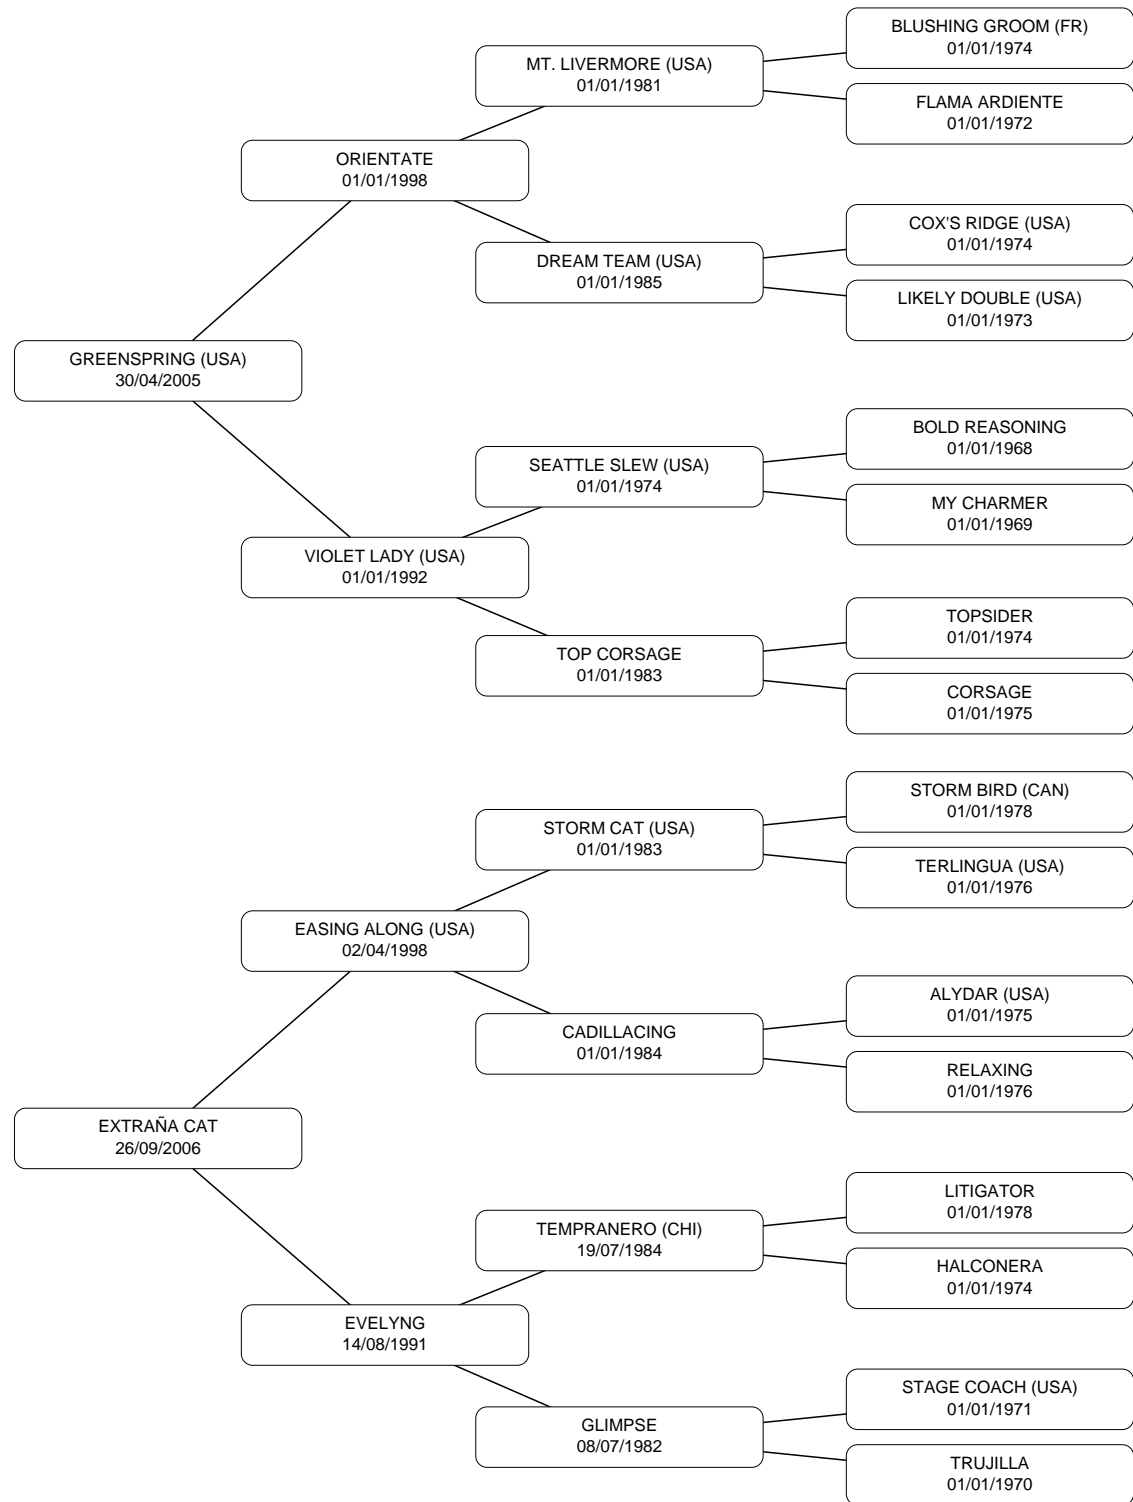 BLUSHING GROOM (FR)
01/01/1974
MT. LIVERMORE (USA)
01/01/1981
FLAMA ARDIENTE
01/01/1972
ORIENTATE
01/01/1998
COX'S RIDGE (USA)
01/01/1974
DREAM TEAM (USA)
01/01/1985
LIKELY DOUBLE (USA)
01/01/1973
GREENSPRING (USA)
30/04/2005
BOLD REASONING
01/01/1968
SEATTLE SLEW (USA)
01/01/1974
MY CHARMER
01/01/1969
VIOLET LADY (USA)
01/01/1992
TOPSIDER
01/01/1974
TOP CORSAGE
01/01/1983
CORSAGE
01/01/1975
STORM BIRD (CAN)
01/01/1978
STORM CAT (USA)
01/01/1983
TERLINGUA (USA)
01/01/1976
EASING ALONG (USA)
02/04/1998
ALYDAR (USA)
01/01/1975
CADILLACING
01/01/1984
RELAXING
01/01/1976
EXTRAÑA CAT
26/09/2006
LITIGATOR
01/01/1978
TEMPRANERO (CHI)
19/07/1984
HALCONERA
01/01/1974
EVELYNG
14/08/1991
STAGE COACH (USA)
01/01/1971
GLIMPSE
08/07/1982
TRUJILLA
01/01/1970